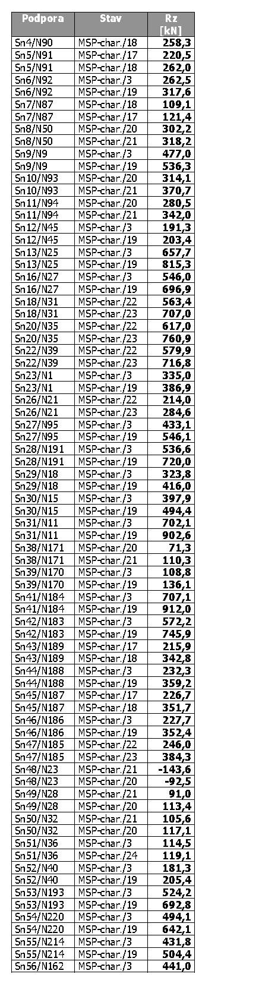 Podpora Stav Rz
[kN]
Sn4/N90 MSP-char./18 258,3
Sn5/N91 MSP-char./17 220,5
Sn5/N91 MSP-char./18 262,0
Sn6/N92 MSP-char./3 262,5
Sn6/N92 MSP-char./19 317,6
Sn7/N87 MSP-char./18 109,1
Sn7/N87 MSP-char./17 121,4
Sn8/N50 MSP-char./20 302,2
Sn8/N50 MSP-char./21 318,2
Sn9/N9 MSP-char./3 477,0
Sn9/N9 MSP-char./19 536,3
Sn10/N93 MSP-char./20 314,1
Sn10/N93 MSP-char./21 370,7
Sn11/N94 MSP-char./20 280,5
Sn11/N94 MSP-char./21 342,0
Sn12/N45 MSP-char./3 191,3
Sn12/N45 MSP-char./19 203,4
Sn13/N25 MSP-char./3 657,7
Sn13/N25 MSP-char./19 815,3
Sn16/N27 MSP-char./3 546,0
Sn16/N27 MSP-char./19 696,9
Sn18/N31 MSP-char./22 563,4
Sn18/N31 MSP-char./23 707,0
Sn20/N35 MSP-char./22 617,0
Sn20/N35 MSP-char./23 760,9
Sn22/N39 MSP-char./22 579,9
Sn22/N39 MSP-char./23 716,8
Sn23/N1 MSP-char./3 335,0
Sn23/N1 MSP-char./19 386,9
Sn26/N21 MSP-char./22 214,0
Sn26/N21 MSP-char./23 284,6
Sn27/N95 MSP-char./3 433,1
Sn27/N95 MSP-char./19 546,1
Sn28/N191 MSP-char./3 536,6
Sn28/N191 MSP-char./19 720,0
Sn29/N18 MSP-char./3 323,8
Sn29/N18 MSP-char./19 416,0
Sn30/N15 MSP-char./3 397,9
Sn30/N15 MSP-char./19 494,4
Sn31/N11 MSP-char./3 702,1
Sn31/N11 MSP-char./19 902,6
Sn38/N171 MSP-char./20 71,3
Sn38/N171 MSP-char./21 110,3
Sn39/N170 MSP-char./3 108,8
Sn39/N170 MSP-char./19 136,1
Sn41/N184 MSP-char./3 707,1
Sn41/N184 MSP-char./19 912,0
Sn42/N183 MSP-char./3 572,2
Sn42/N183 MSP-char./19 745,9
Sn43/N189 MSP-char./17 215,9
Sn43/N189 MSP-char./18 342,8
Sn44/N188 MSP-char./3 232,3
Sn44/N188 MSP-char./19 359,2
Sn45/N187 MSP-char./17 226,7
Sn45/N187 MSP-char./18 351,7
Sn46/N186 MSP-char./3 227,7
Sn46/N186 MSP-char./19 352,4
Sn47/N185 MSP-char./22 246,0
Sn47/N185 MSP-char./23 384,3
Sn48/N23 MSP-char./21 -143,6
Sn48/N23 MSP-char./20 -92,5
Sn49/N28 MSP-char./21 91,0
Sn49/N28 MSP-char./20 113,4
Sn50/N32 MSP-char./21 105,6
Sn50/N32 MSP-char./20 117,1
Sn51/N36 MSP-char./3 114,5
Sn51/N36 MSP-char./24 119,1
Sn52/N40 MSP-char./3 181,3
Sn52/N40 MSP-char./19 205,4
Sn53/N193 MSP-char./3 524,2
Sn53/N193 MSP-char./19 692,8
Sn54/N220 MSP-char./3 494,1
Sn54/N220 MSP-char./19 642,1
Sn55/N214 MSP-char./3 431,8
Sn55/N214 MSP-char./19 504,4
Sn56/N162 MSP-char./3 441,0